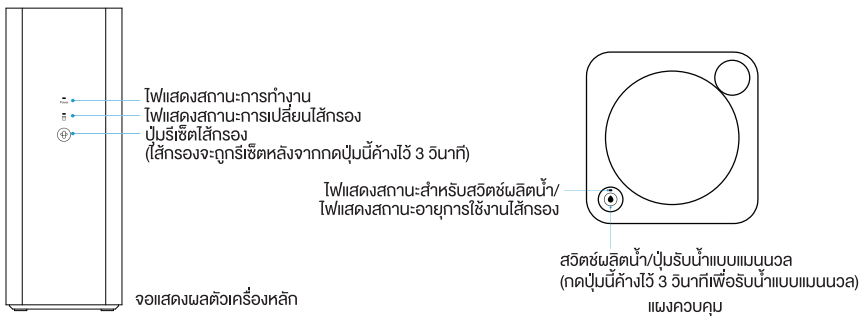 Power
ไฟแสดงสถานะการทำงาน
ไฟแสดงสถานะการเปลี่ยนไส้กรอง
ปุ่มรีเซ็ตไส้กรอง
(ไส้กรองจะถูกรีเซ็ตหลังจากกดปุ่มนี้ค้างไว้ 3 วินาที)
จอแสดงผลตัวเครื่องหลัก
ไฟแสดงสถานะสำหรับสวิตช์ผลิตน้ำ/
ไฟแสดงสถานะอายุการใช้งานไส้กรอง
สวิตช์ผลิตน้ำ/ปุ่มรับน้ำแบบแมนนวล
(กดปุ่มนี้ค้างไว้ 3 วินาทีเพื่อรับน้ำแบบแมนนวล)
แผงควบคุม